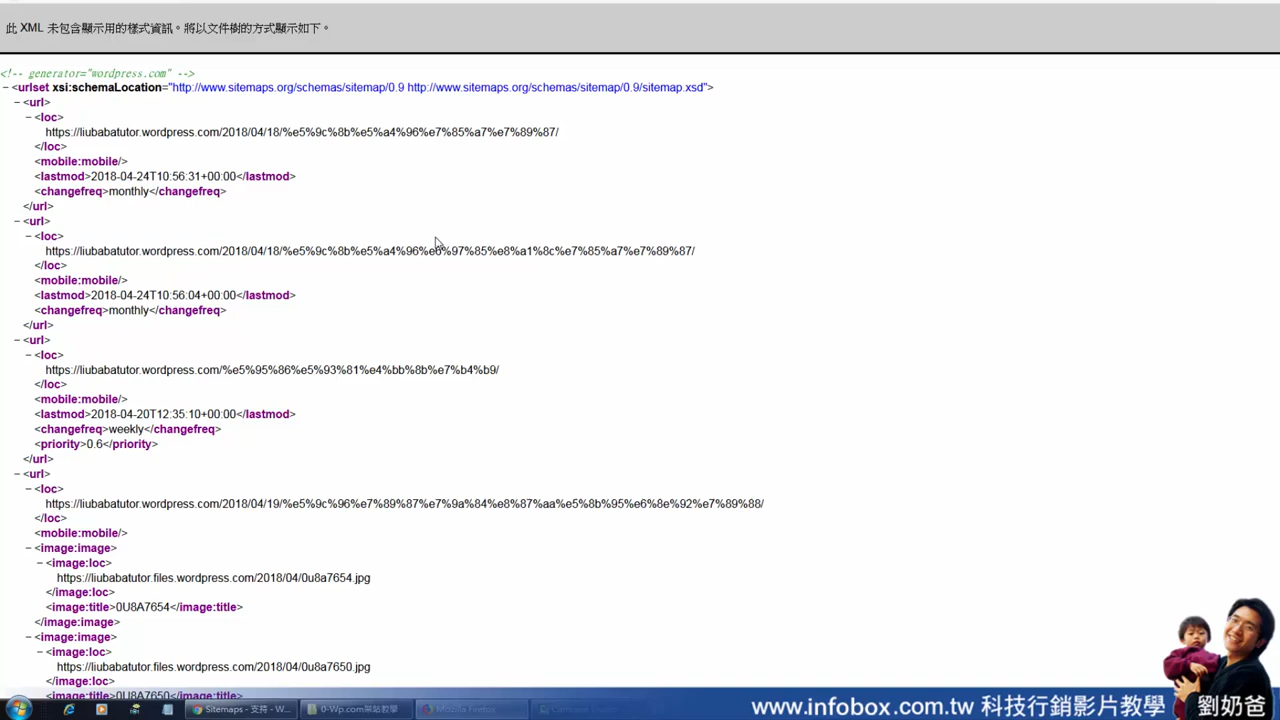 此 XML 未包含顯示用的樣式資訊。將以文件樹的方式顯示如下。
<!-- generator="wordpress.com" -->
− <urlset xsi:schemaLocation="http://www.sitemaps.org/schemas/sitemap/0.9 http://www.sitemaps.org/schemas/sitemap/0.9/sitemap.xsd">
− <url>
− <loc>
https://liubabatutor.wordpress.com/2018/04/18/%e5%9c%8b%e5%a4%96%e7%85%a7%e7%89%87/
</loc>
<mobile:mobile/>
<lastmod>2018-04-24T10:56:31+00:00</lastmod>
<changefreq>monthly</changefreq>
</url>
− <url>
− <loc>
https://liubabatutor.wordpress.com/2018/04/18/%e5%9c%8b%e5%a4%96%e6%97%85%e8%a1%8c%e7%85%a7%e7%89%87/
</loc>
<mobile:mobile/>
<lastmod>2018-04-24T10:56:04+00:00</lastmod>
<changefreq>monthly</changefreq>
</url>
− <url>
− <loc>
https://liubabatutor.wordpress.com/%e5%95%86%e5%93%81%e4%bb%8b%e7%b4%b9/
</loc>
<mobile:mobile/>
<lastmod>2018-04-20T12:35:10+00:00</lastmod>
<changefreq>weekly</changefreq>
<priority>0.6</priority>
</url>
− <url>
− <loc>
https://liubabatutor.wordpress.com/2018/04/19/%e5%9c%96%e7%89%87%e7%9a%84%e8%87%aa%e5%8b%95%e6%8e%92%e7%89%88/
</loc>
<mobile:mobile/>
− <image:image>
− <image:loc>
https://liubabatutor.files.wordpress.com/2018/04/0u8a7654.jpg
</image:loc>
<image:title>0U8A7654</image:title>
</image:image>
− <image:image>
− <image:loc>
https://liubabatutor.files.wordpress.com/2018/04/0u8a7650.jpg
</image:loc>
<image:title>0U8A7650</image:title>
Sitemaps - 支持 - W... 0-Wp.com架站教學 Mozilla Firefox
www.infobox.com.tw 科技行銷影片教學 劉奶爸